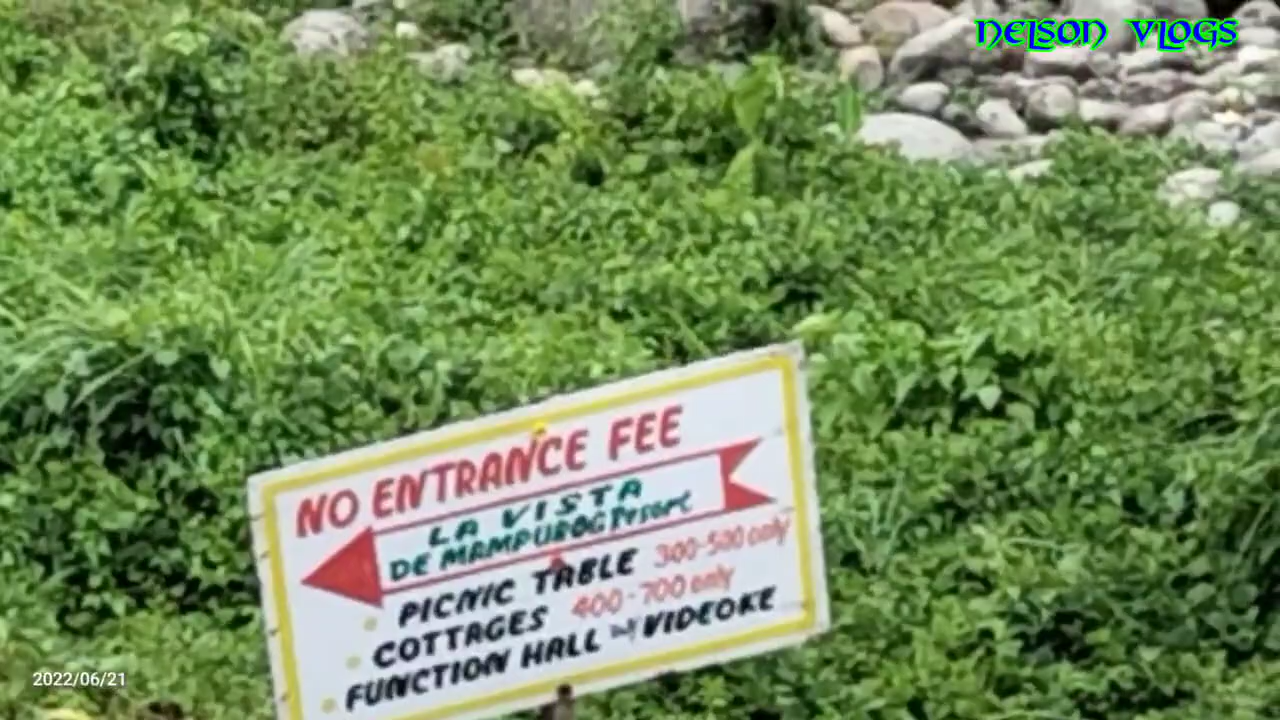 NELSON VLOGS
NO ENTRANCE FEE
LA VISTA
DE MAMPUROG Resort
PICNIC TABLE 300-500 only
COTTAGES 400-700 only
FUNCTION HALL w/ VIDEOKE
2022/06/21